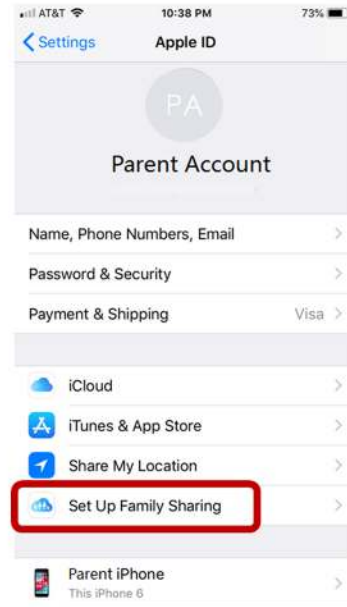 AT&T 10:38 PM 73%
Settings Apple ID
PA
Parent Account
Name, Phone Numbers, Email
Password & Security
Payment & Shipping Visa
iCloud
iTunes & App Store
Share My Location
Set Up Family Sharing
Parent iPhone
This iPhone 6